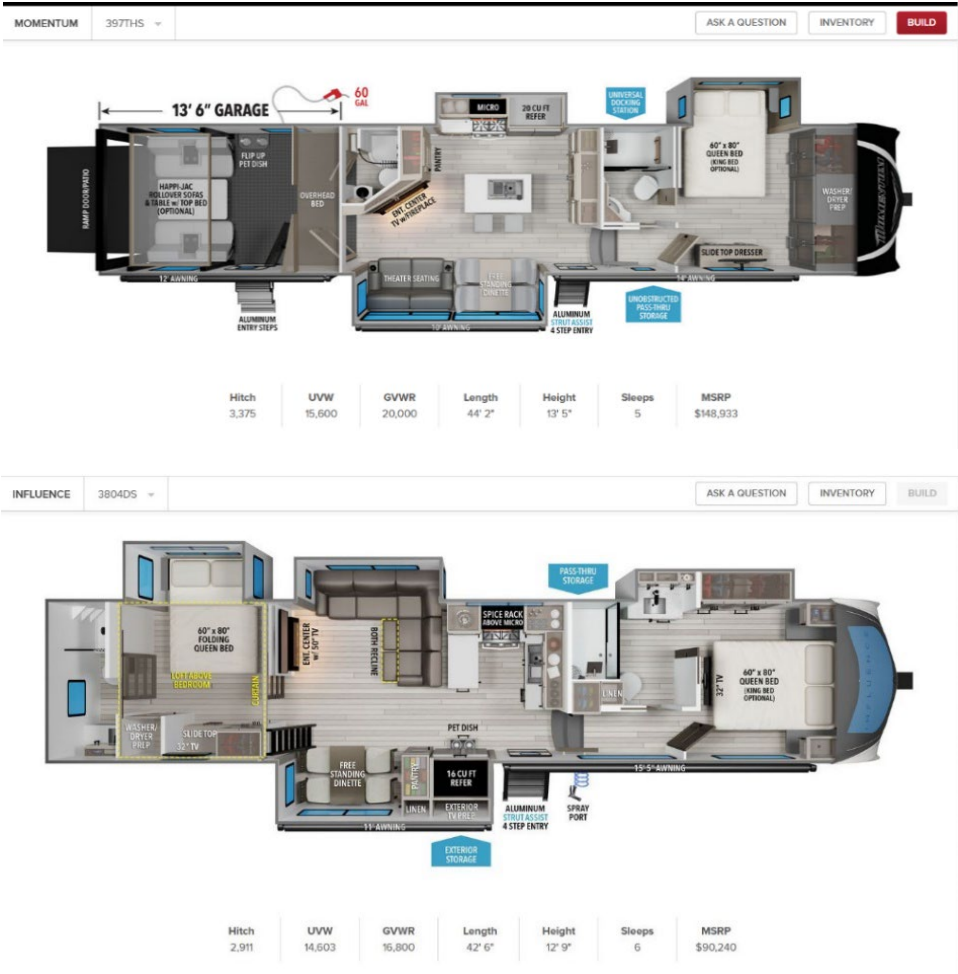 MOMENTUM
397THS
ASK A QUESTION
INVENTORY
BUILD
13' 6" GARAGE
60
GAL
MICRO
20 CU FT
REFER
UNIVERSAL
DOCKING
STATION
RAMP DOOR/PATIO
HAPPI-JAC
ROLLOVER SOFAS
& TABLE w/ TOP BED
(OPTIONAL)
FLIP UP
PET DISH
OVERHEAD
BED
PANTRY
ENT. CENTER
TV w/FIREPLACE
60" x 80"
QUEEN BED
(KING BED
OPTIONAL)
WASHER/
DRYER
PREP
SLIDE TOP DRESSER
THEATER SEATING
FREE
STANDING
DINETTE
12' AWNING
10' AWNING
14' AWNING
ALUMINUM
ENTRY STEPS
ALUMINUM
STRUT ASSIST
4 STEP ENTRY
UNOBSTRUCTED
PASS-THRU
STORAGE
MOMENTUM
Hitch
UVW
GVWR
Length
Height
Sleeps
MSRP
3,375
15,600
20,000
44' 2"
13' 5"
5
$148,933
INFLUENCE
3804DS
ASK A QUESTION
INVENTORY
BUILD
PASS-THRU
STORAGE
60" x 80"
FOLDING
QUEEN BED
LOFT ABOVE
BEDROOM
CURTAIN
ENT. CENTER
w/ 50" TV
BOTH RECLINE
SPICE RACK
ABOVE MICRO
LINEN
32" TV
60" x 80"
QUEEN BED
(KING BED
OPTIONAL)
INFLUENCE
WASHER/
DRYER
PREP
SLIDE TOP
32" TV
PET DISH
FREE
STANDING
DINETTE
PANTRY
16 CU FT
REFER
LINEN
EXTERIOR
TV PREP
11' AWNING
15' 5" AWNING
ALUMINUM
STRUT ASSIST
4 STEP ENTRY
SPRAY
PORT
EXTERIOR
STORAGE
Hitch
UVW
GVWR
Length
Height
Sleeps
MSRP
2,911
14,603
16,800
42' 6"
12' 9"
6
$90,240